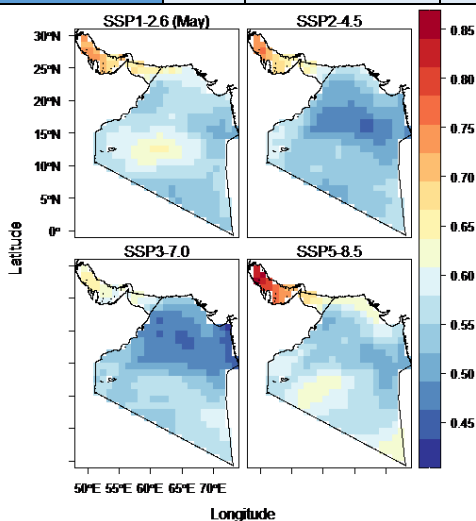 SSP1-2.6 (May)
SSP2-4.5
30°N
25°N
20°N
15°N
10°N
5°N
0°
SSP3-7.0
SSP5-8.5
Latitude
50°E 55°E 60°E 65°E 70°E
Longitude
0.85
0.80
0.75
0.70
0.65
0.60
0.55
0.50
0.45